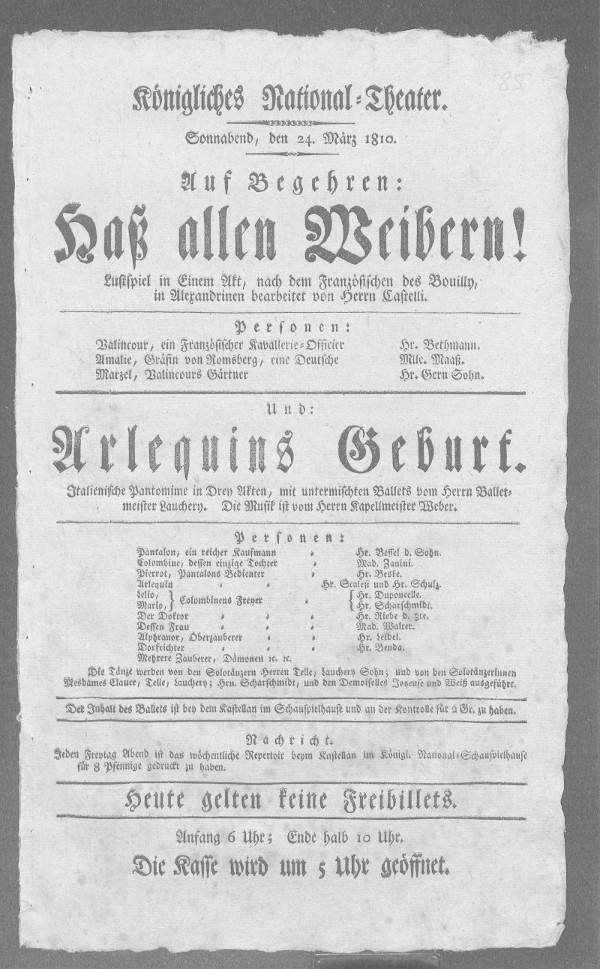 85
Königliches National-Theater.
Sonnabend, den 24. März 1810.
Auf Begehren:
Haß allen Weibern!
Lustspiel in Einem Akt, nach dem Französischen des Bouilly,
in Alexandrinen bearbeitet von Herrn Castelli.
Personen:
Valincour, ein Französischer Kavallerie-Officier Hr. Bethmann.
Amalie, Gräfin von Romsberg, eine Deutsche Mlle. Maaß.
Marzel, Valincours Gärtner Hr. Gern Sohn.
Und:
Arlequins Geburt.
Italienische Pantomime in Drey Akten, mit untermischten Ballets vom Herrn Ballet-
meister Lauchery. Die Musik ist vom Herrn Kapellmeister Weber.
Personen:
Pantalon, ein reicher Kaufmann Hr. Bessel d. Sohn.
Colombine, dessen einzige Tochter Mad. Zanini.
Pierrot, Pantalons Bedienter Hr. Beske.
Arlequin Hr. Scalesi und Hr. Schulz.
Lelio, } Colombinens Freyer { Hr. Duponcelle.
Mario, Hr. Scharschmidt.
Der Doktor Hr. Riebe d. 2te.
Dessen Frau Mad. Walter.
Alphranor, Oberzauberer Hr. Leidel.
Dorfrichter Hr. Benda.
Mehrere Zauberer, Dämonen ꝛc. ꝛc.
Die Tänze werden von den Solotänzern Herren Telle, Lauchery Sohn; und von den Solotänzerinnen
Mesdames Clauce, Telle, Lauchery; Hrn. Scharschmidt, und den Demoiselles Joyeuse und Weiß ausgeführt.
Der Inhalt des Ballets ist bey dem Kastellan im Schauspielhause und an der Kontrolle für 2 Gr. zu haben.
Nachricht.
Jeden Freytag Abend ist das wöchentliche Repertoir beym Kastellan im Königl. National-Schauspielhause
für 8 Pfennige gedruckt zu haben.
Heute gelten keine Freibillets.
Anfang 6 Uhr; Ende halb 10 Uhr.
Die Kasse wird um 5 Uhr geöffnet.